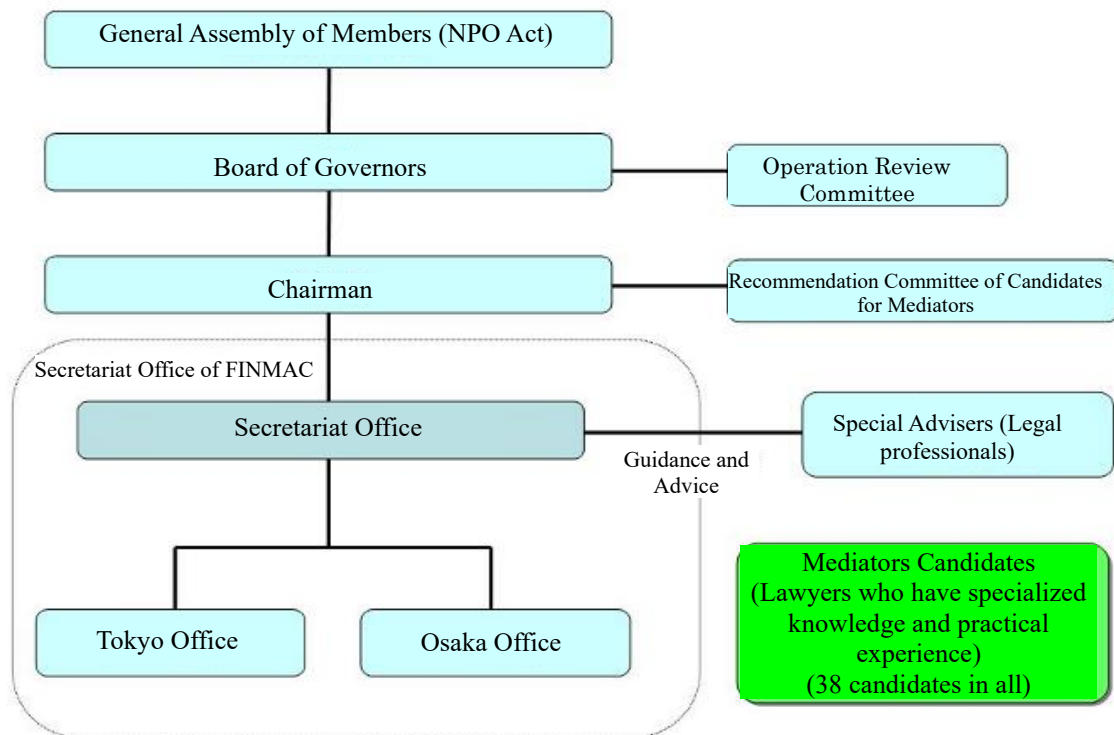 General Assembly of Members (NPO Act)
Board of Governors
Operation Review
Committee
Chairman
Recommendation Committee of Candidates
for Mediators
Secretariat Office of FINMAC
Secretariat Office
Special Advisers (Legal
professionals)
Guidance and
Advice
Mediators Candidates
(Lawyers who have specialized
knowledge and practical
experience)
(38 candidates in all)
Tokyo Office
Osaka Office